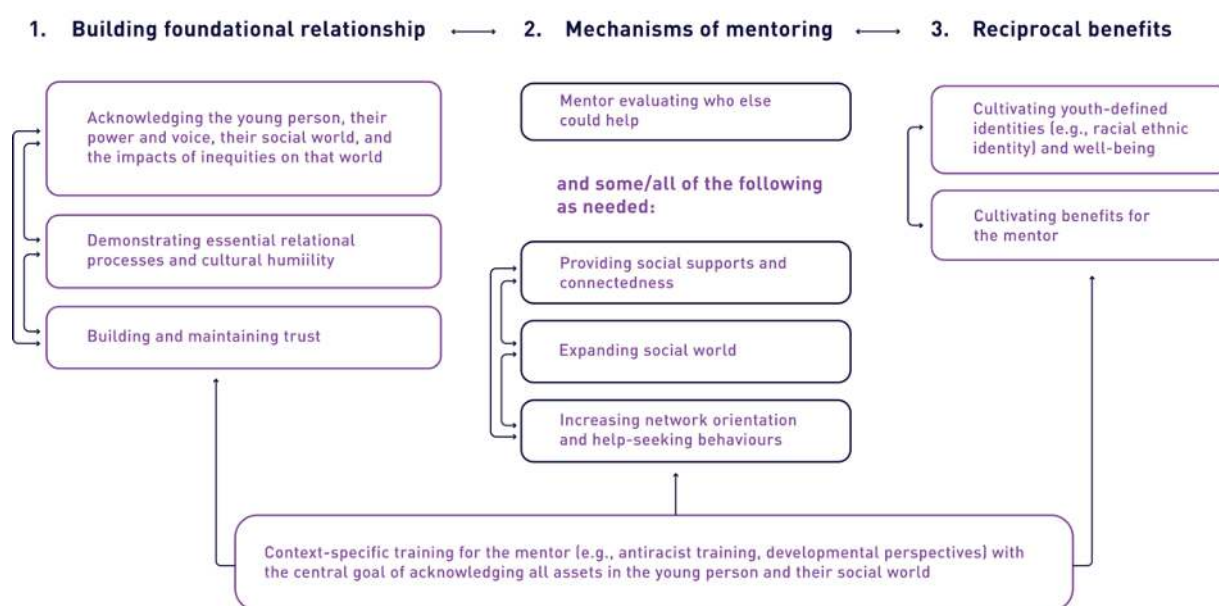 1. Building foundational relationship
2. Mechanisms of mentoring
3. Reciprocal benefits
Acknowledging the young person, their
power and voice, their social world, and
the impacts of inequities on that world
Demonstrating essential relational
processes and cultural humiility
Building and maintaining trust
Mentor evaluating who else
could help
and some/all of the following
as needed:
Providing social supports and
connectedness
Expanding social world
Increasing network orientation
and help-seeking behaviours
Cultivating youth-defined
identities (e.g., racial ethnic
identity) and well-being
Cultivating benefits for
the mentor
Context-specific training for the mentor (e.g., antiracist training, developmental perspectives) with
the central goal of acknowledging all assets in the young person and their social world